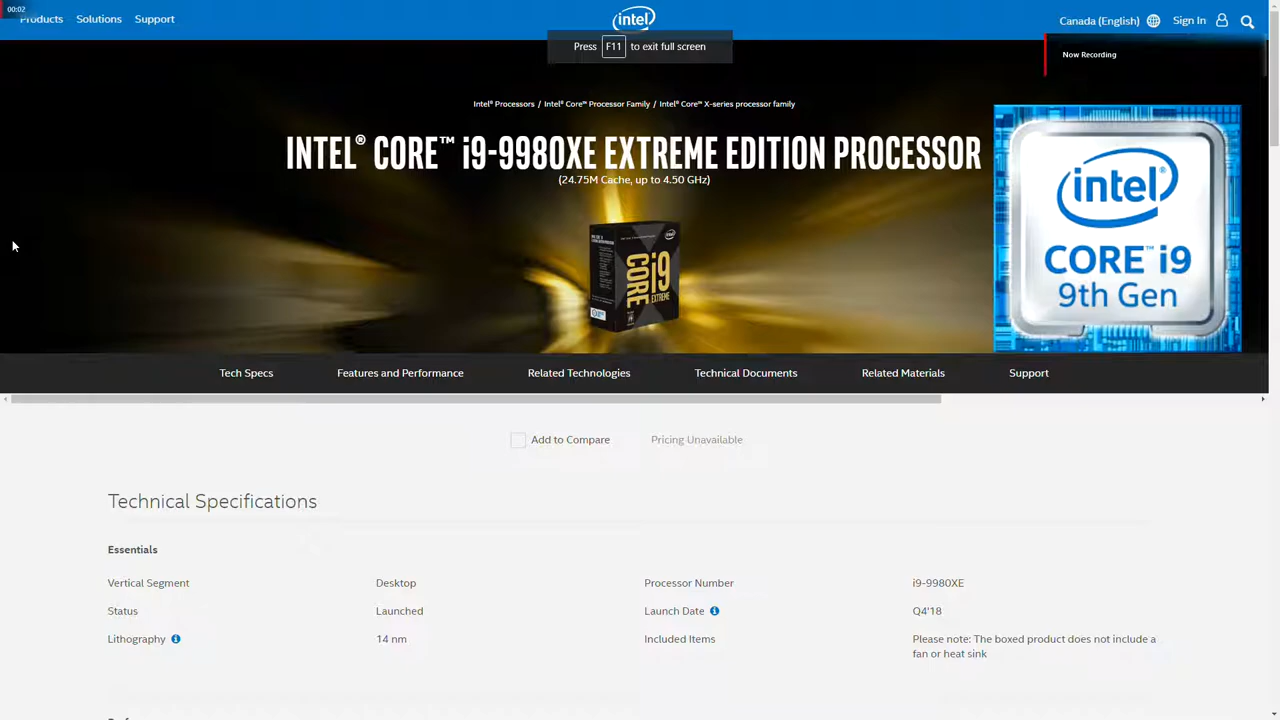 00:02
Products Solutions Support
intel
Canada (English) Sign In
Press F11 to exit full screen
Now Recording
Intel® Processors / Intel® Core™ Processor Family / Intel® Core™ X-series processor family
INTEL® CORE™ i9-9980XE EXTREME EDITION PROCESSOR
(24.75M Cache, up to 4.50 GHz)
intel®
CORE™ i9
9th Gen
CORE i9
EXTREME
Tech Specs Features and Performance Related Technologies Technical Documents Related Materials Support
Add to Compare Pricing Unavailable
Technical Specifications
Essentials
Vertical Segment Desktop Processor Number i9-9980XE
Status Launched Launch Date Q4'18
Lithography 14 nm Included Items Please note: The boxed product does not include a
fan or heat sink